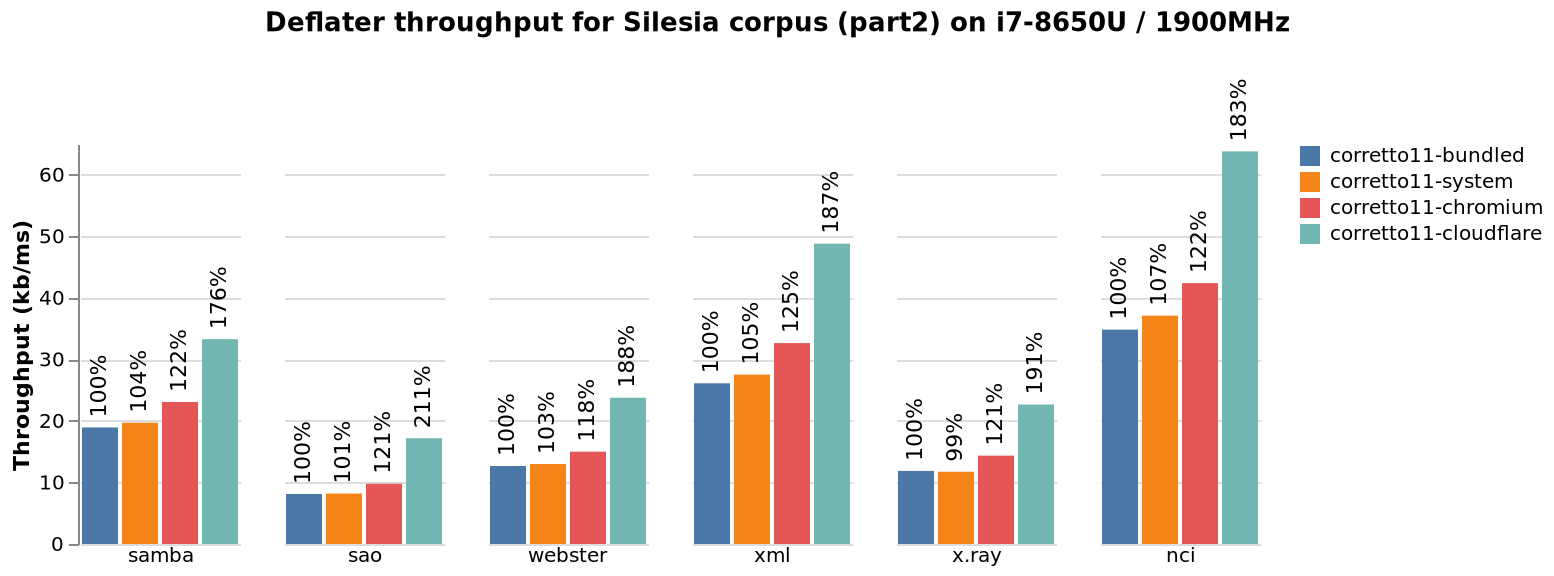 Deflater throughput for Silesia corpus (part2) on i7-8650U / 1900MHz
Throughput (kb/ms)
60
50
40
30
20
10
0
100%
104%
122%
176%
samba
100%
101%
121%
211%
sao
100%
103%
118%
188%
webster
100%
105%
125%
187%
xml
100%
99%
121%
191%
x.ray
100%
107%
122%
183%
nci
corretto11-bundled
corretto11-system
corretto11-chromium
corretto11-cloudflare